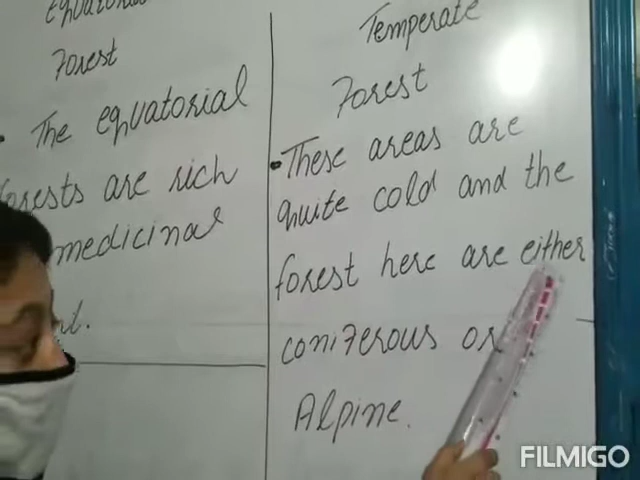 Equatorial
Forest
The equatorial
forests are rich
medicinal
Temperate
Forest
These areas are
quite cold and the
forest here are either
coniferous or
Alpine.
FILMIGO